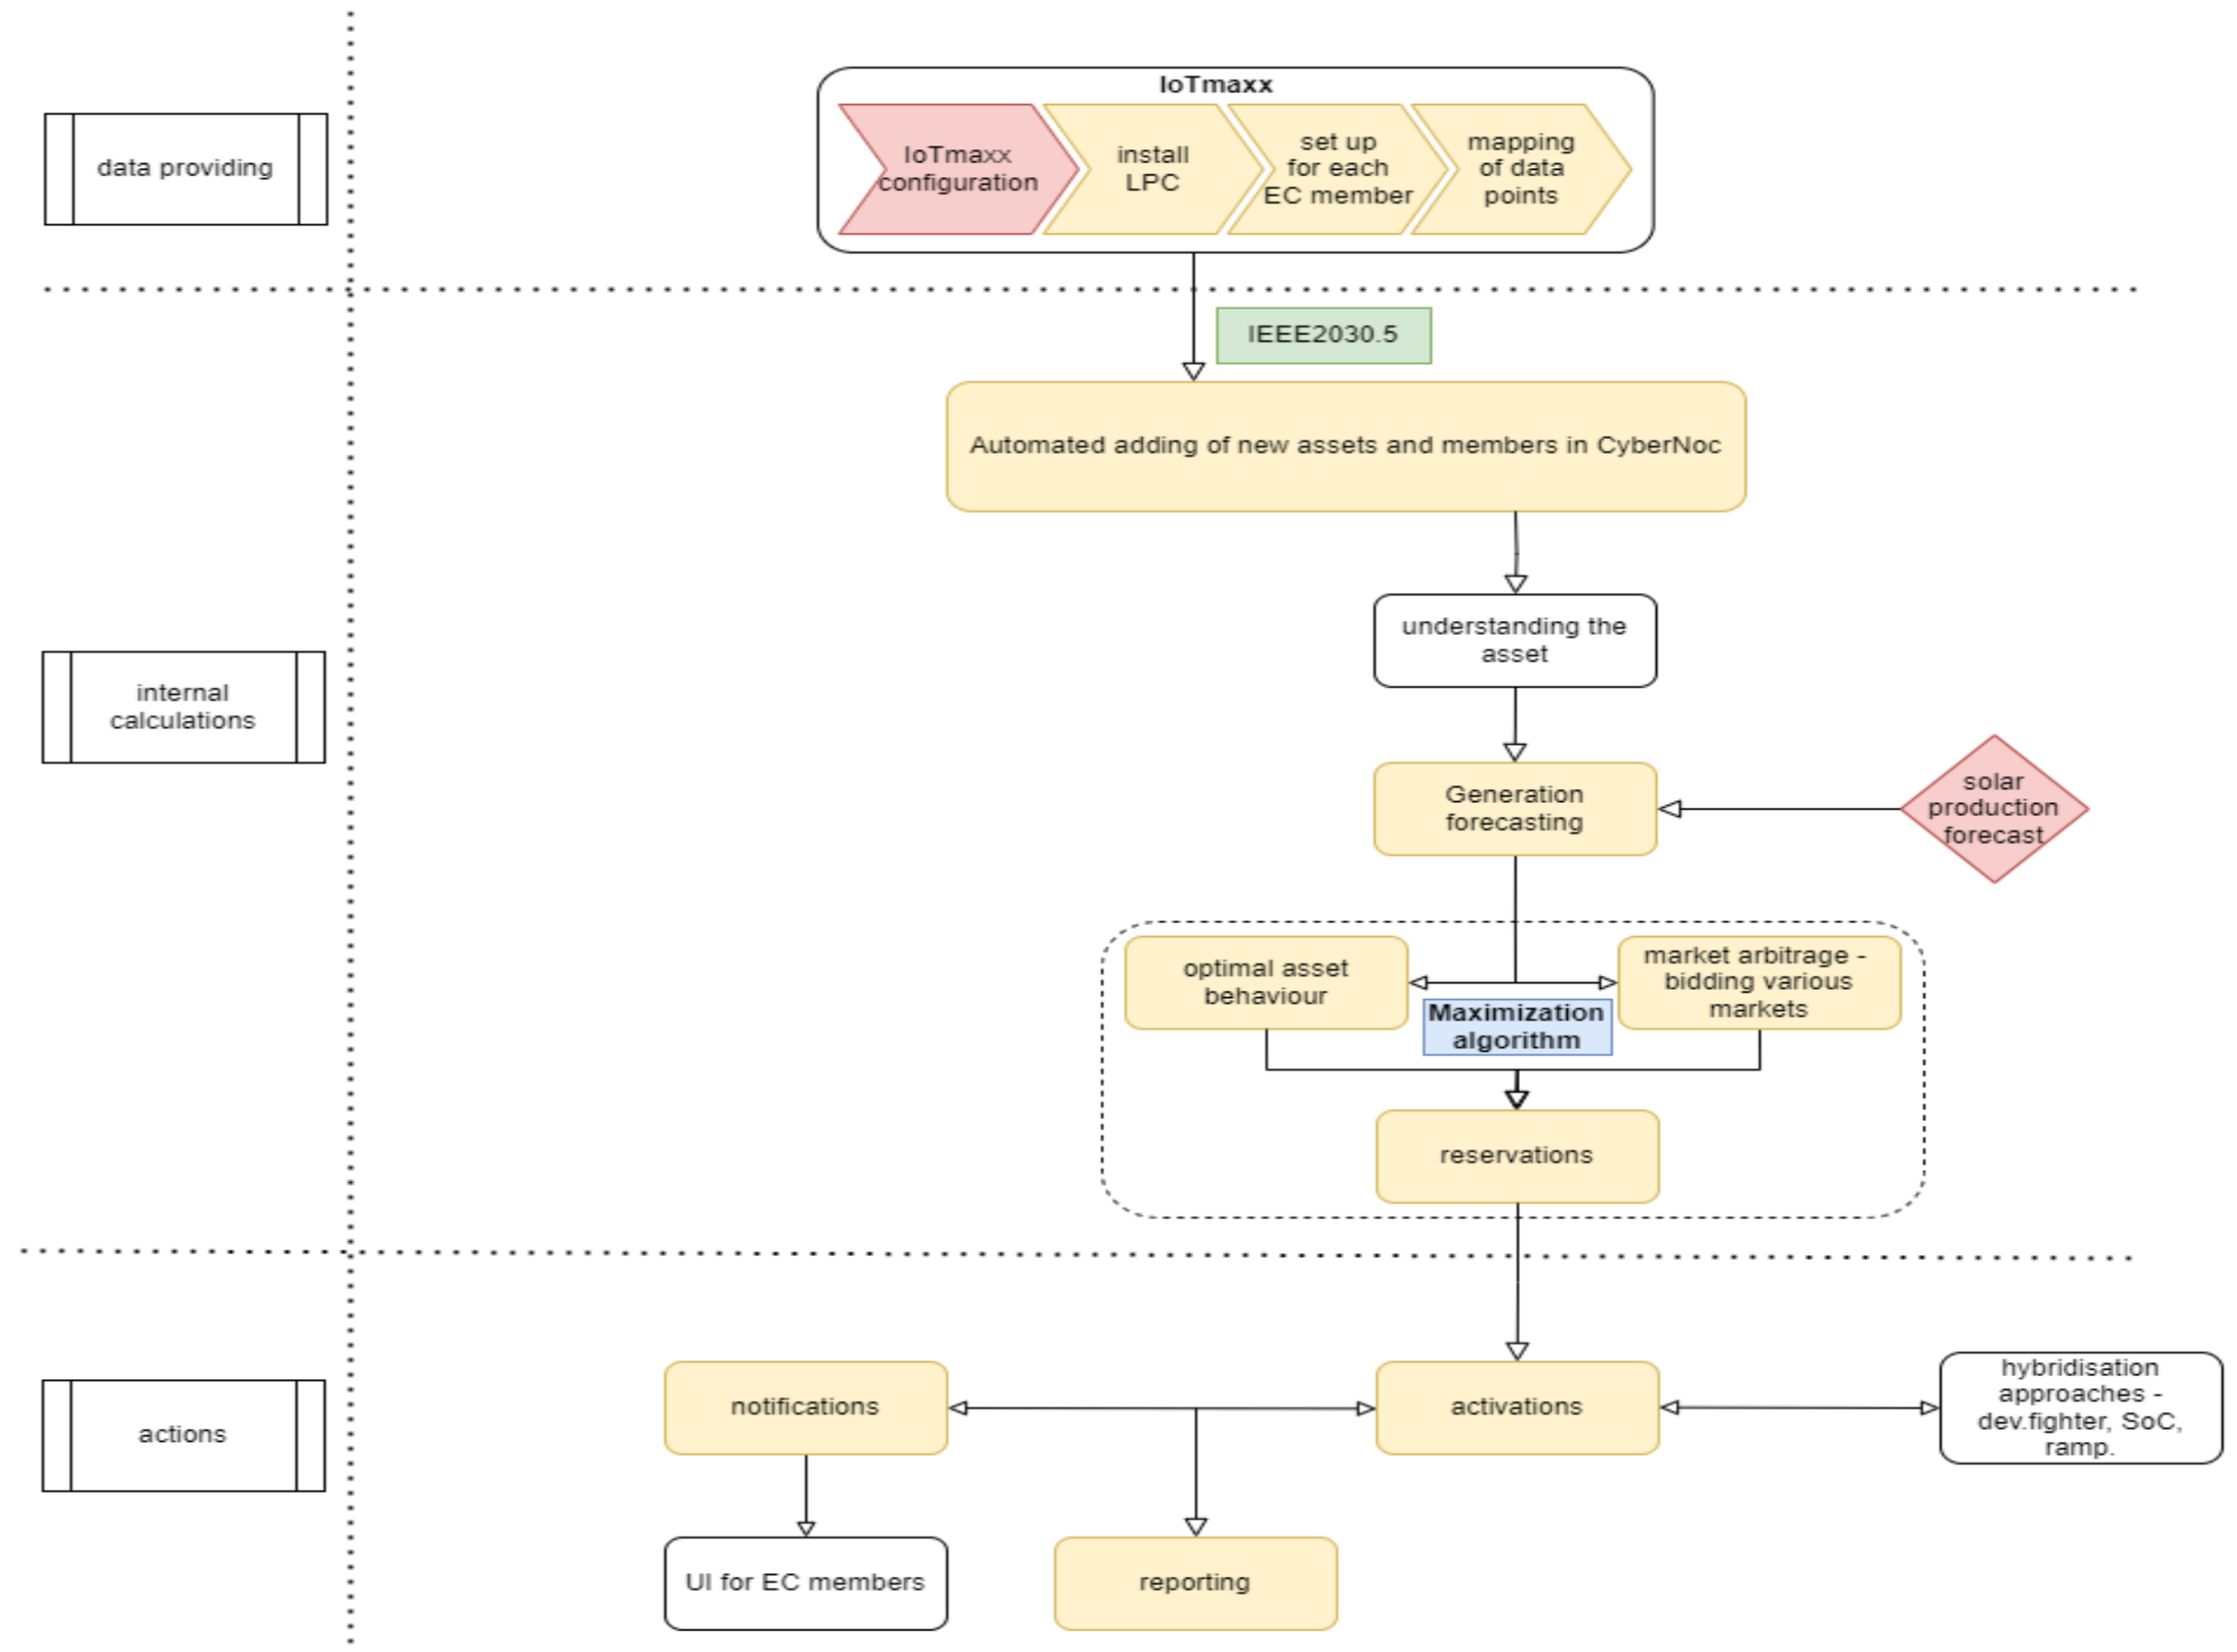 IoTmaxx
data providing
IoTmaxx
configuration
install
LPC
set up
for each
EC member
mapping
of data
points
IEEE2030.5
Automated adding of new assets and members in CyberNoc
understanding the
asset
internal
calculations
Generation
forecasting
solar
production
forecast
optimal asset
behaviour
market arbitrage -
bidding various
markets
Maximization
algorithm
reservations
actions
notifications
activations
hybridisation
approaches -
dev.fighter, SoC,
ramp.
UI for EC members
reporting